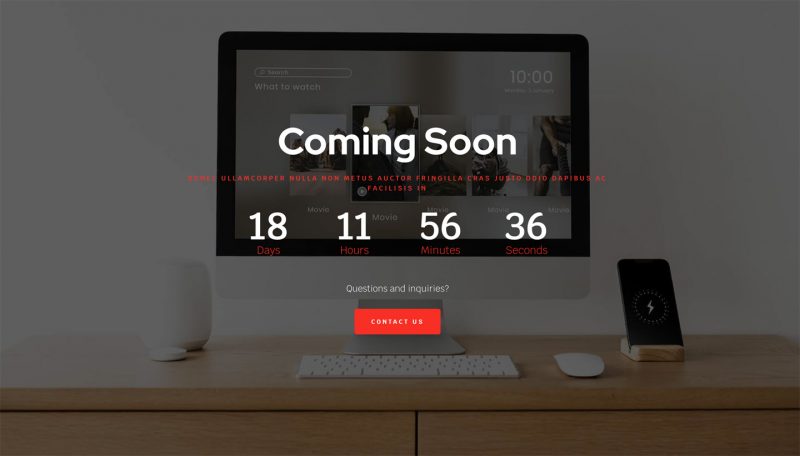 Search
What to watch
10:00
Monday, 3 January
Coming Soon
DONEC ULLAMCORPER NULLA NON METUS AUCTOR FRINGILLA CRAS JUSTO ODIO DAPIBUS AC
FACILISIS IN
Movie
Movie
Movie
Movie
Movie
18 11 56 36
Days Hours Minutes Seconds
Questions and inquiries?
CONTACT US